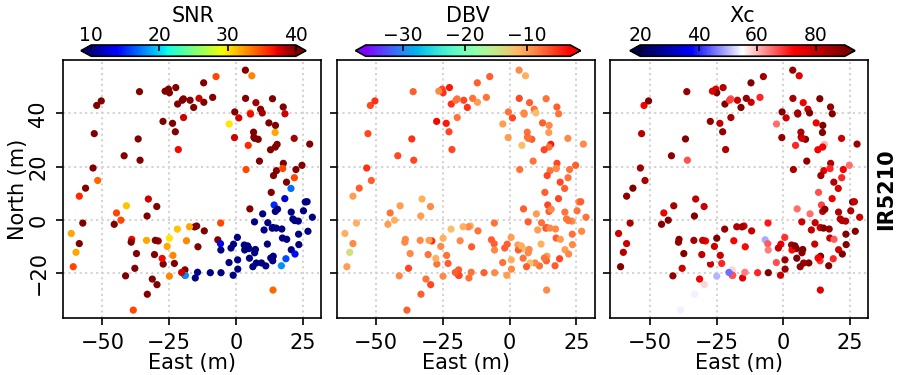 SNR DBV Xc
10 20 30 40 −30 −20 −10 20 40 60 80
40
20
0
−20
North (m)
−50 −25 0 25 −50 −25 0 25 −50 −25 0 25
East (m) East (m) East (m)
IR5210